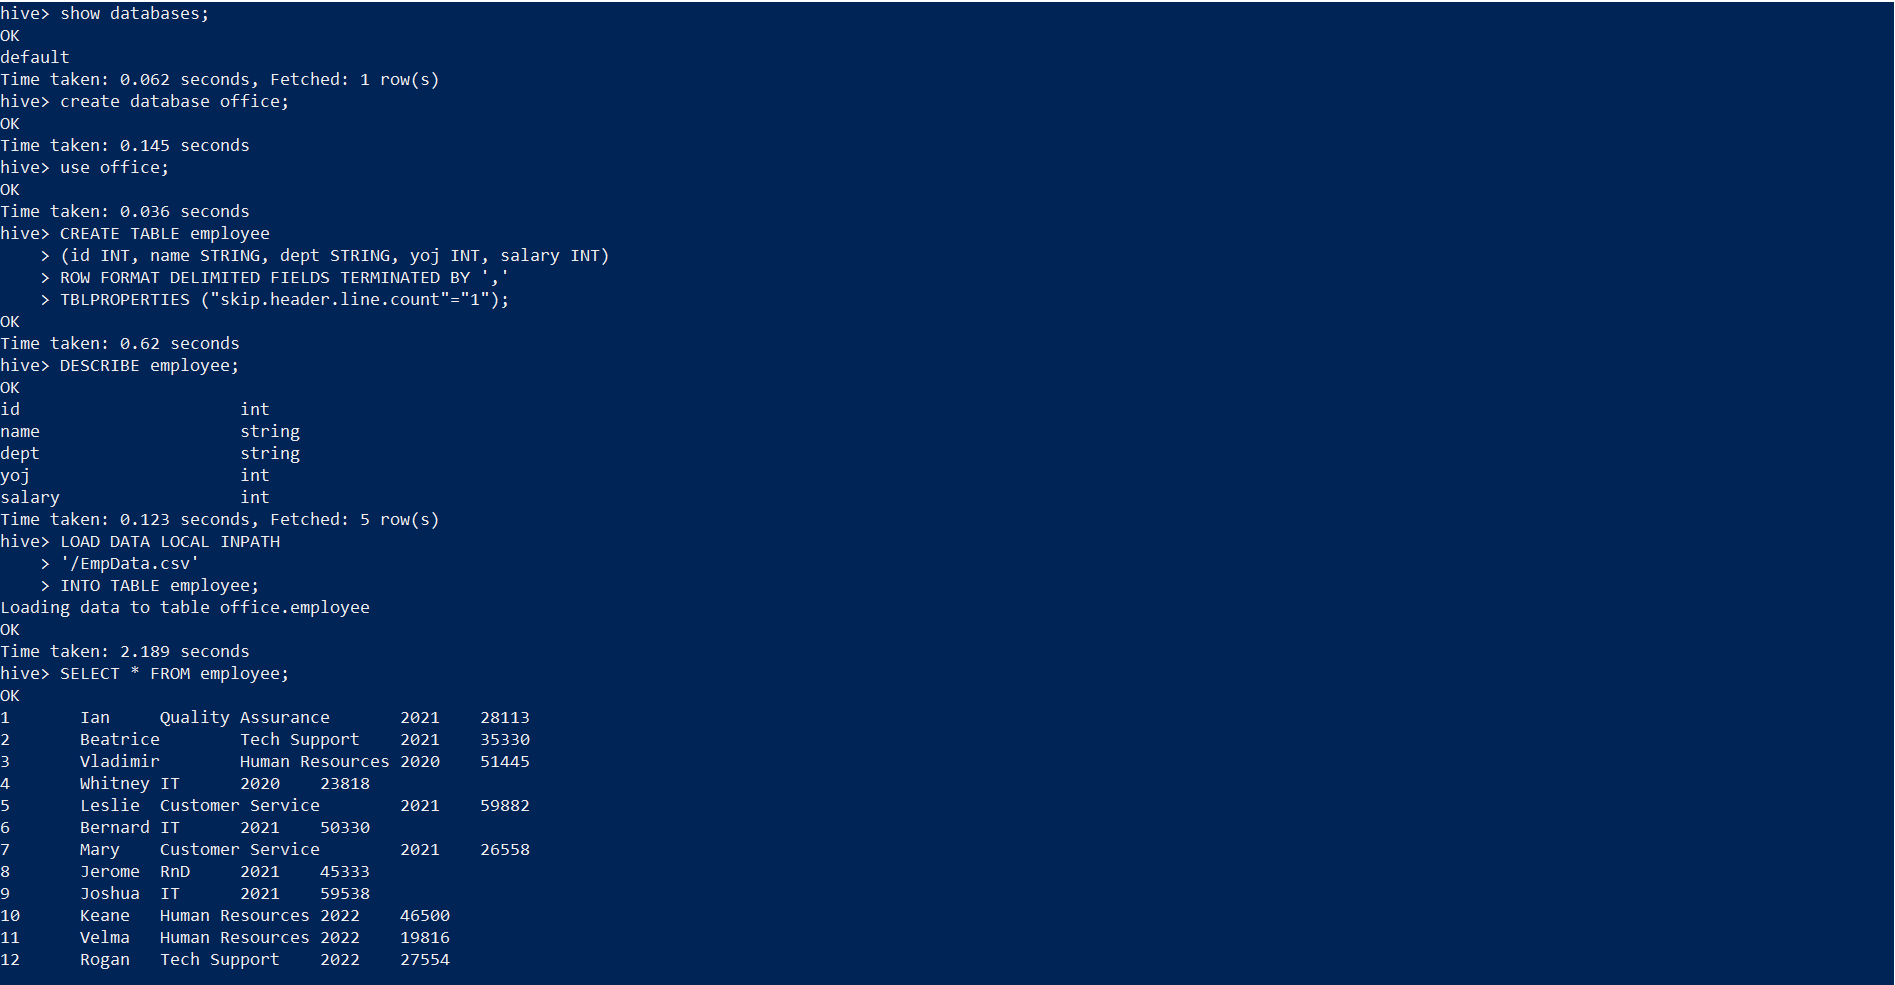 hive> show databases;
OK
default
Time taken: 0.062 seconds, Fetched: 1 row(s)
hive> create database office;
OK
Time taken: 0.145 seconds
hive> use office;
OK
Time taken: 0.036 seconds
hive> CREATE TABLE employee
    > (id INT, name STRING, dept STRING, yoj INT, salary INT)
    > ROW FORMAT DELIMITED FIELDS TERMINATED BY ','
    > TBLPROPERTIES ("skip.header.line.count"="1");
OK
Time taken: 0.62 seconds
hive> DESCRIBE employee;
OK
id                      int
name                    string
dept                    string
yoj                     int
salary                  int
Time taken: 0.123 seconds, Fetched: 5 row(s)
hive> LOAD DATA LOCAL INPATH
    > '/EmpData.csv'
    > INTO TABLE employee;
Loading data to table office.employee
OK
Time taken: 2.189 seconds
hive> SELECT * FROM employee;
OK
1       Ian     Quality Assurance       2021    28113
2       Beatrice        Tech Support    2021    35330
3       Vladimir        Human Resources 2020    51445
4       Whitney IT      2020    23818
5       Leslie  Customer Service        2021    59882
6       Bernard IT      2021    50330
7       Mary    Customer Service        2021    26558
8       Jerome  RnD     2021    45333
9       Joshua  IT      2021    59538
10      Keane   Human Resources 2022    46500
11      Velma   Human Resources 2022    19816
12      Rogan   Tech Support    2022    27554